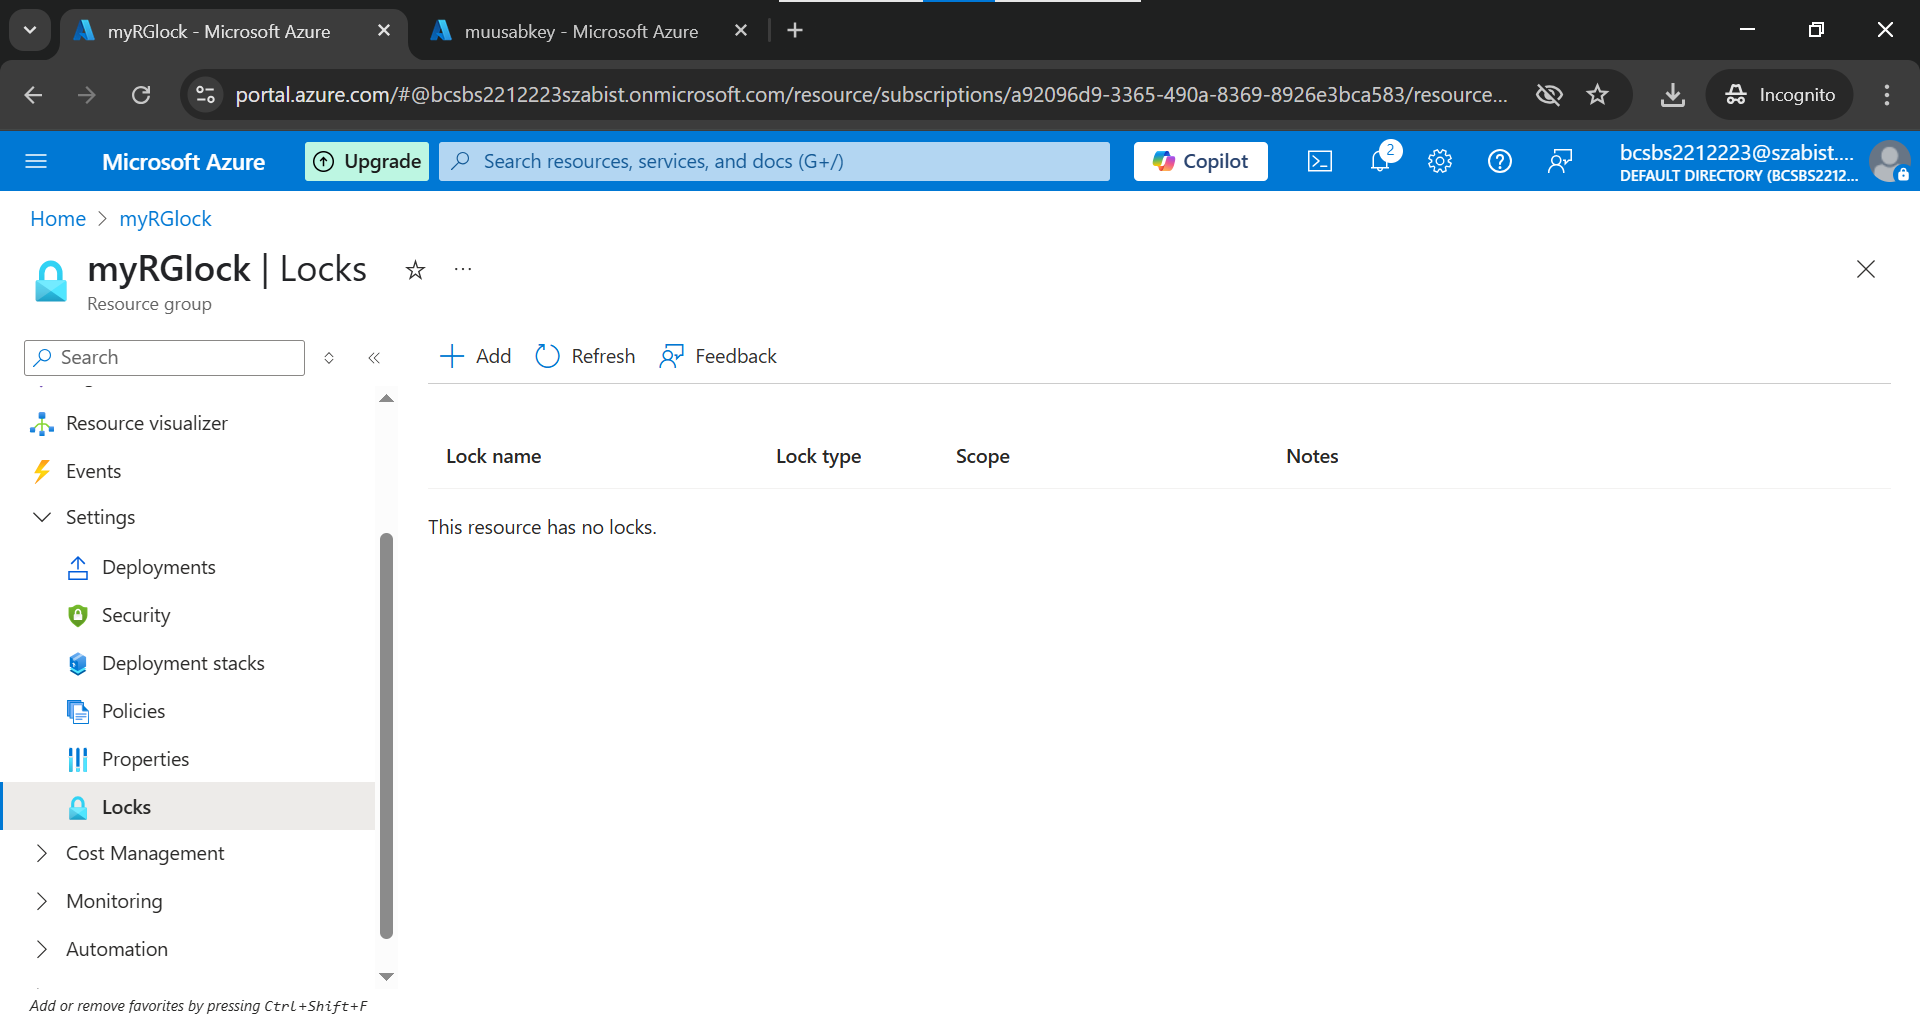 myRGlock - Microsoft Azure
muusabkey - Microsoft Azure
portal.azure.com/#@bcsbs2212223szabist.onmicrosoft.com/resource/subscriptions/a92096d9-3365-490a-8369-8926e3bca583/resource...
Incognito
Microsoft Azure
Upgrade
Search resources, services, and docs (G+/)
Copilot
2
bcsbs2212223@szabist....
DEFAULT DIRECTORY (BCSBS2212...
Home > myRGlock
myRGlock | Locks
Resource group
Search
Add
Refresh
Feedback
Resource visualizer
Events
Settings
Deployments
Security
Deployment stacks
Policies
Properties
Locks
Cost Management
Monitoring
Automation
Add or remove favorites by pressing Ctrl+Shift+F
Lock name
Lock type
Scope
Notes
This resource has no locks.